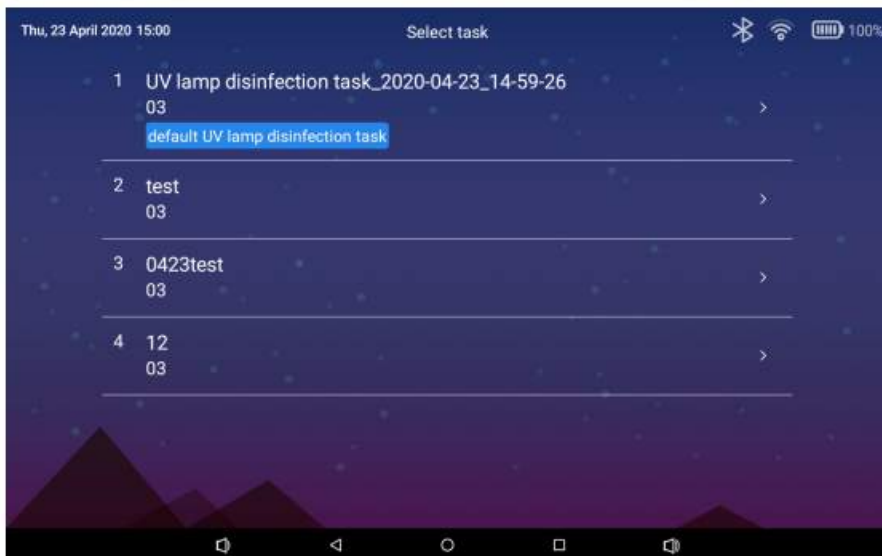 Thu, 23 April 2020 15:00 Select task 100%
1 UV lamp disinfection task_2020-04-23_14-59-26
03
default UV lamp disinfection task
2 test
03
3 0423test
03
4 12
03